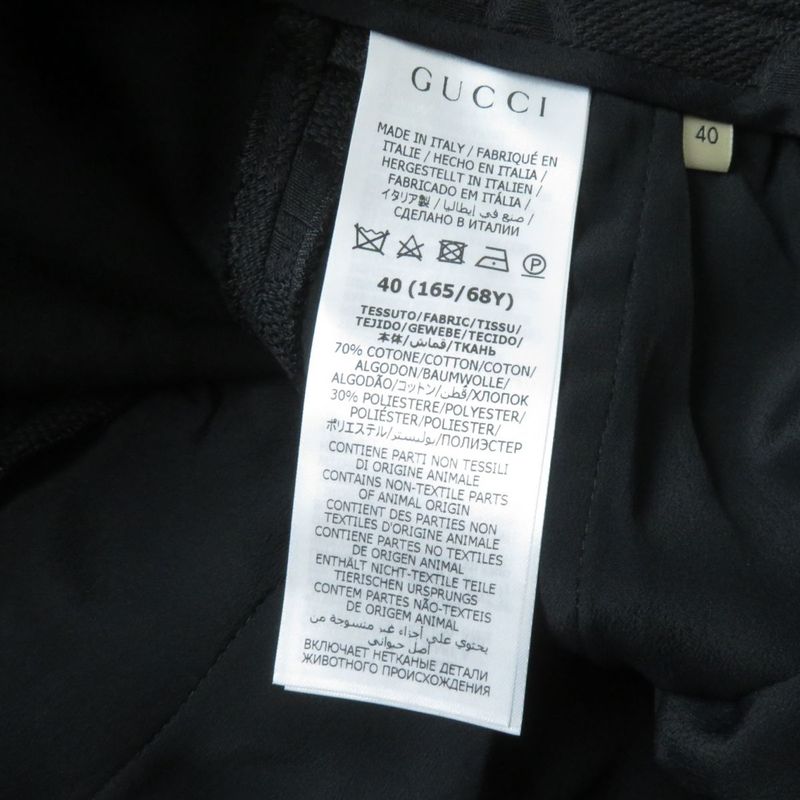 GUCCI
MADE IN ITALY / FABRIQUÉ EN
ITALIE / HECHO EN ITALIA /
HERGESTELLT IN ITALIEN /
FABRICADO EM ITÁLIA /
イタリア製 / صنع في إيطاليا /
СДЕЛАНО В ИТАЛИИ
P
40 (165/68Y)
TESSUTO/FABRIC/TISSU/
TEJIDO/GEWEBE/TECIDO/
本体/قماش/ТКАНЬ
70% COTONE/COTTON/COTON/
ALGODON/BAUMWOLLE/
ALGODÃO/コットン/قطن/ХЛОПОК
30% POLIESTERE/POLYESTER/
POLIÉSTER/POLIESTER/
ポリエステル/بوليستر/ПОЛИЭСТЕР
CONTIENE PARTI NON TESSILI
DI ORIGINE ANIMALE
CONTAINS NON-TEXTILE PARTS
OF ANIMAL ORIGIN
CONTIENT DES PARTIES NON
TEXTILES D'ORIGINE ANIMALE
CONTIENE PARTES NO TEXTILES
DE ORIGEN ANIMAL
ENTHÄLT NICHT-TEXTILE TEILE
TIERISCHEN URSPRUNGS
CONTEM PARTES NÃO-TEXTEIS
DE ORIGEM ANIMAL
يحتوي على أجزاء غير منسوجة من
أصل حيواني
ВКЛЮЧАЕТ НЕТКАНЫЕ ДЕТАЛИ
ЖИВОТНОГО ПРОИСХОЖДЕНИЯ
40